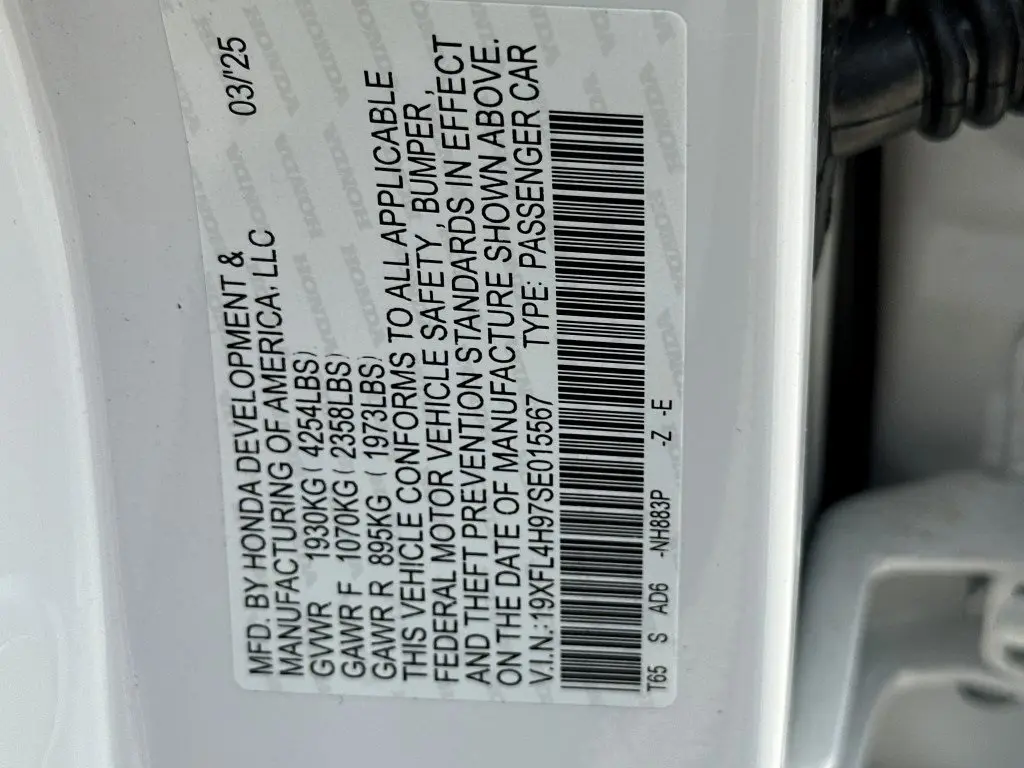 MFD. BY HONDA DEVELOPMENT & 03/'25
MANUFACTURING OF AMERICA, LLC
GVWR 1930KG ( 4254LBS)
GAWR F 1070KG ( 2358LBS)
GAWR R 895KG ( 1973LBS)
THIS VEHICLE CONFORMS TO ALL APPLICABLE
FEDERAL MOTOR VEHICLE SAFETY, BUMPER,
AND THEFT PREVENTION STANDARDS IN EFFECT
ON THE DATE OF MANUFACTURE SHOWN ABOVE.
V.I.N.:19XFL4H97SE015567 TYPE: PASSENGER CAR
T65 S AD6 -NH883P -Z -E